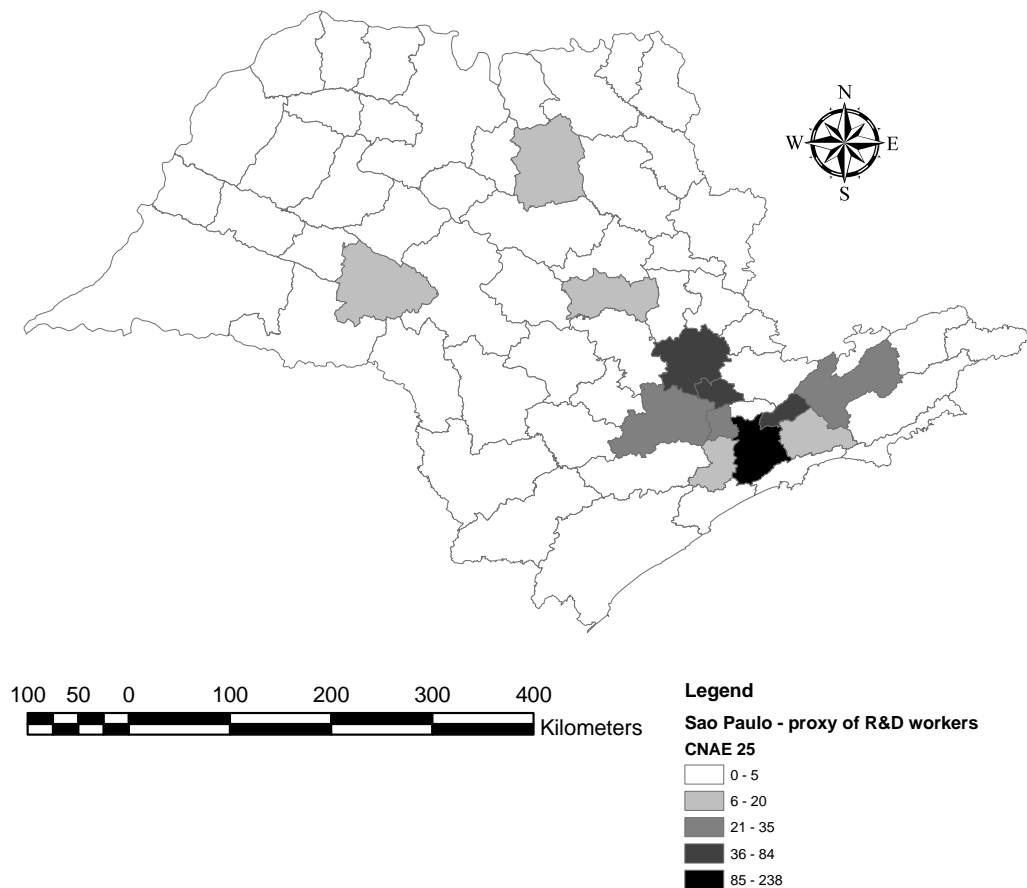 N
W E
S
100 50 0 100 200 300 400
Kilometers
Legend
Sao Paulo - proxy of R&D workers
CNAE 25
0 - 5
6 - 20
21 - 35
36 - 84
85 - 238